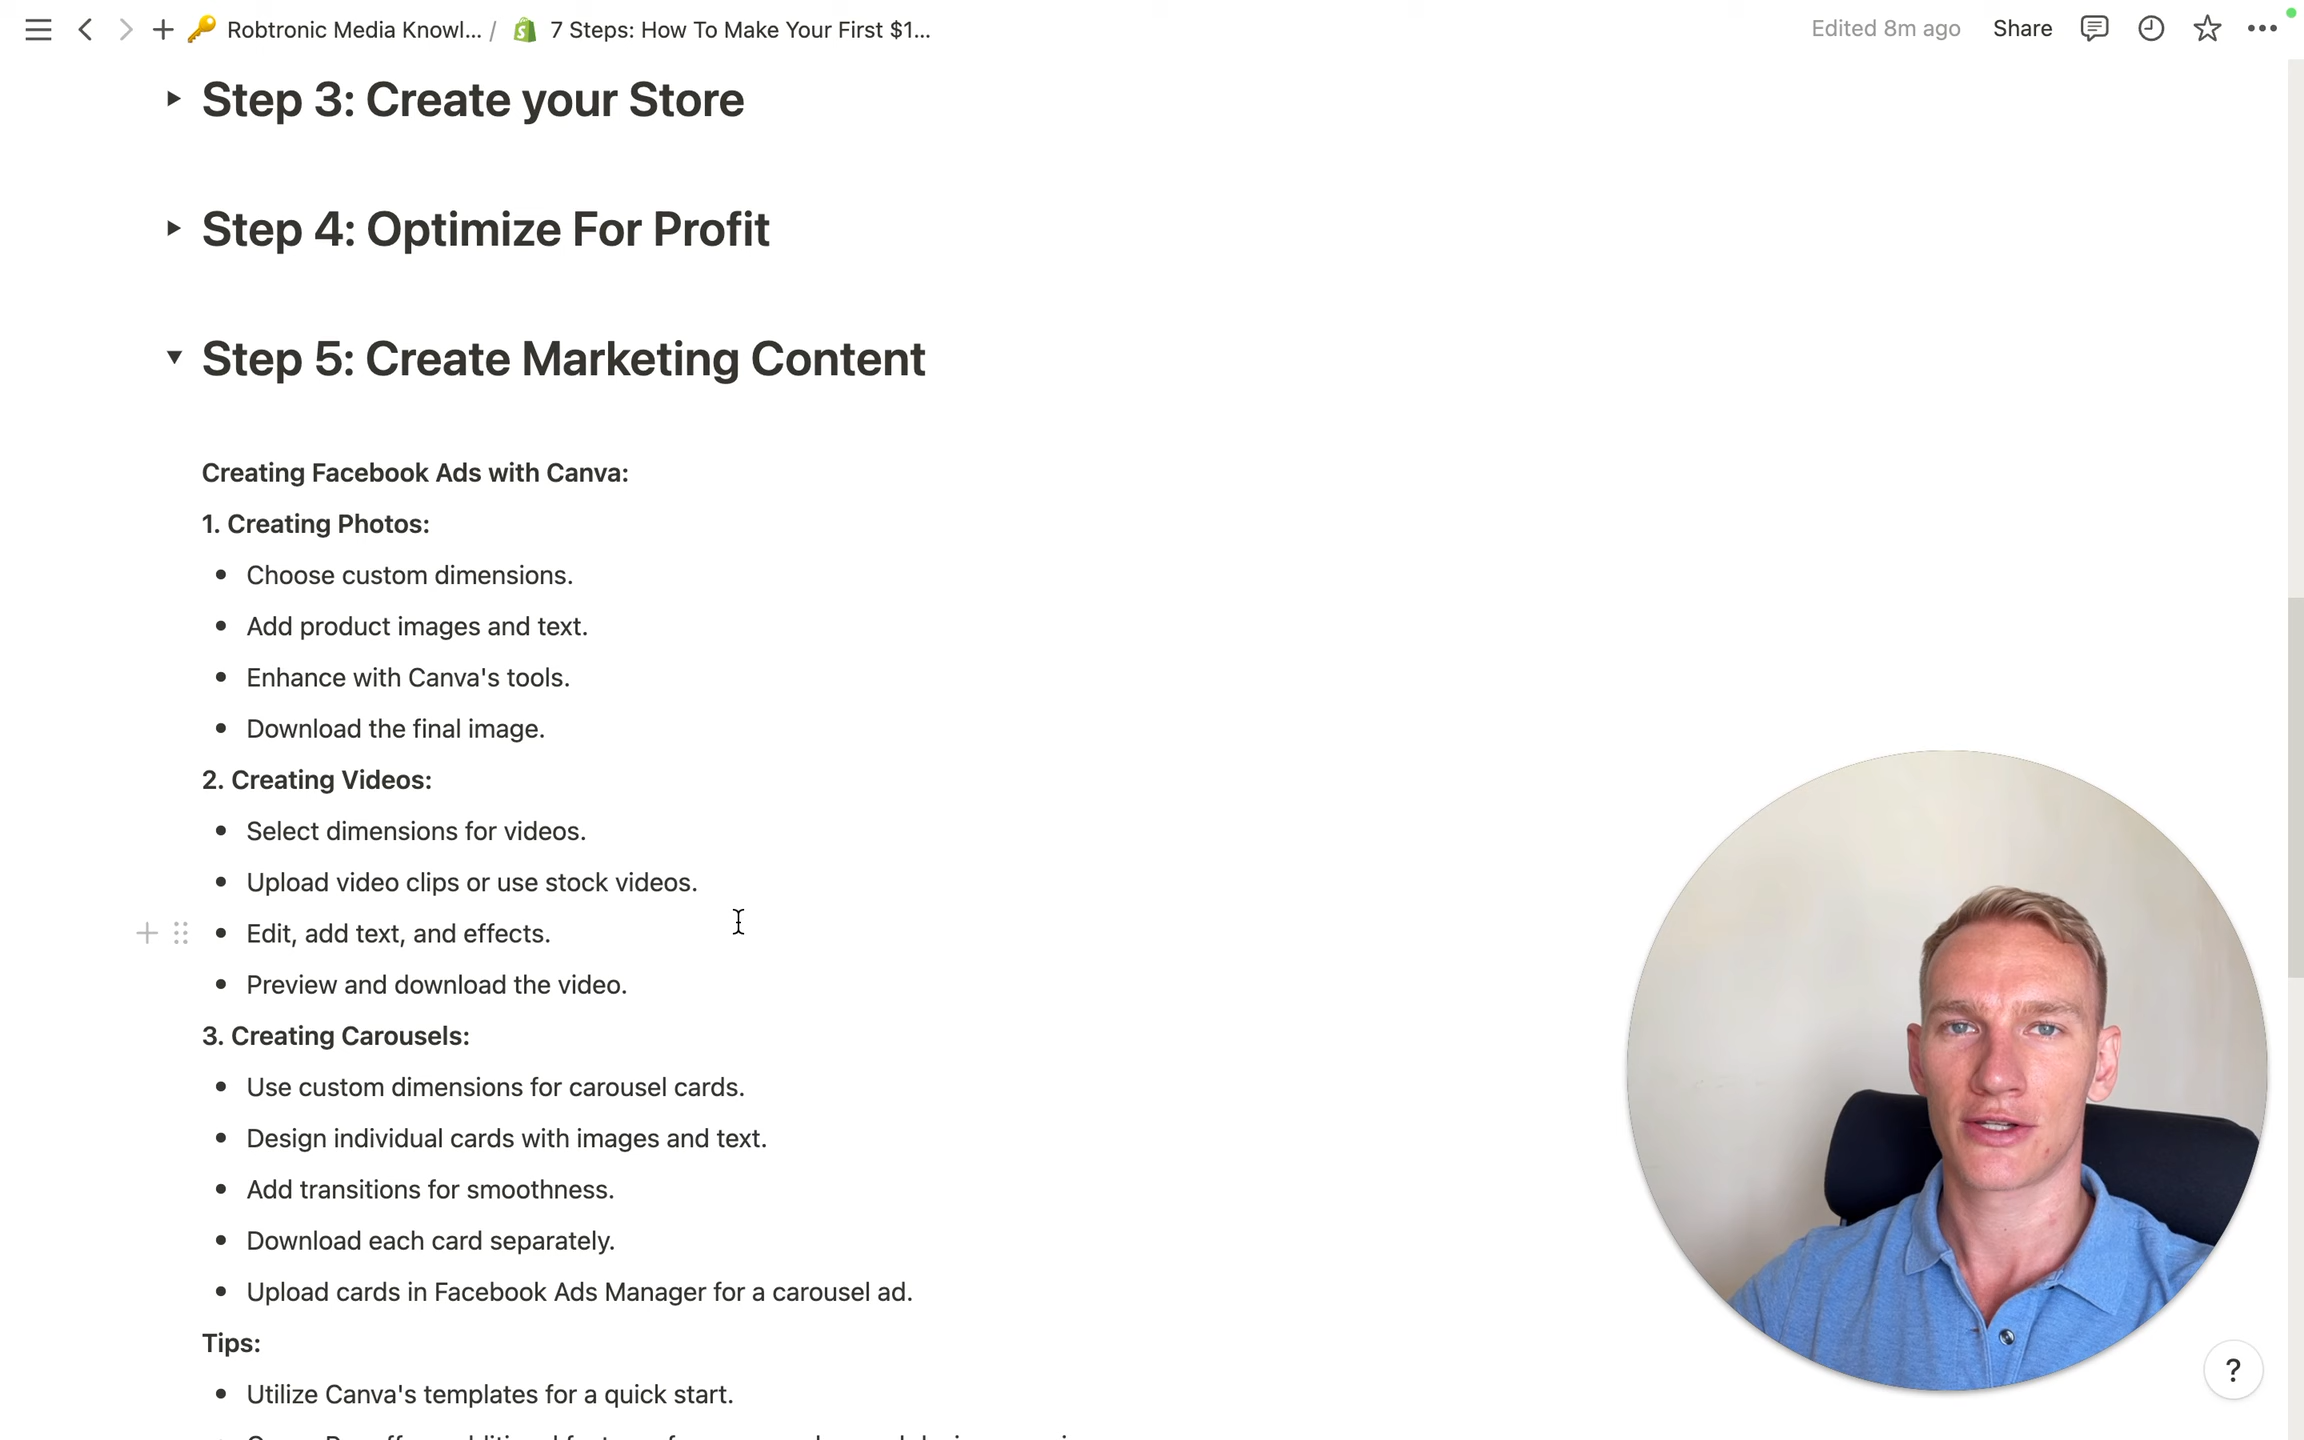 Robtronic Media Knowl... / 7 Steps: How To Make Your First $1...
Edited 8m ago Share
Step 3: Create your Store
Step 4: Optimize For Profit
Step 5: Create Marketing Content
Creating Facebook Ads with Canva:
1. Creating Photos:
• Choose custom dimensions.
• Add product images and text.
• Enhance with Canva's tools.
• Download the final image.
2. Creating Videos:
• Select dimensions for videos.
• Upload video clips or use stock videos.
• Edit, add text, and effects.
• Preview and download the video.
3. Creating Carousels:
• Use custom dimensions for carousel cards.
• Design individual cards with images and text.
• Add transitions for smoothness.
• Download each card separately.
• Upload cards in Facebook Ads Manager for a carousel ad.
Tips:
• Utilize Canva's templates for a quick start.
?